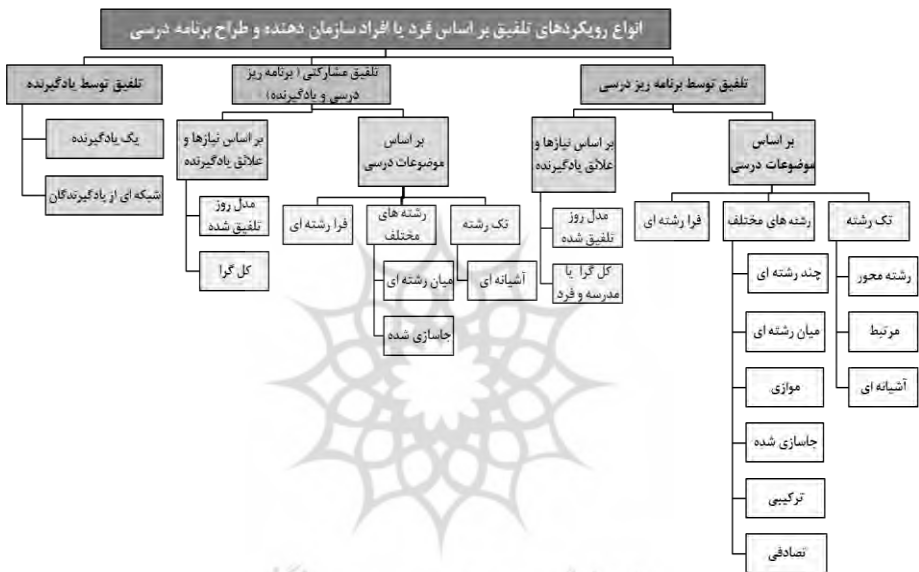 انواع رویکردهای تلفیق بر اساس فرد یا افراد سازمان دهنده و طراح برنامه درسی
تلفیق توسط برنامه ریز درسی
بر اساس
موضوعات درسی
تک رشته
رشته محور
مرتبط
آشیانه ای
رشته های مختلف
چند رشته ای
میان رشته ای
موازی
جاسازی شده
ترکیبی
تصادفی
فرا رشته ای
بر اساس نیازها و
علائق یادگیرنده
مدل روز
تلفیق شده
کل گرا یا
مدرسه و فرد
تلفیق مشارکتی ( برنامه ریز
درسی و یادگیرنده)
بر اساس
موضوعات درسی
تک رشته
آشیانه ای
رشته های
مختلف
میان رشته ای
جاسازی شده
فرا رشته ای
بر اساس نیازها و
علائق یادگیرنده
مدل روز
تلفیق شده
کل گرا
تلفیق توسط یادگیرنده
یک یادگیرنده
شبکه ای از یادگیرندگان